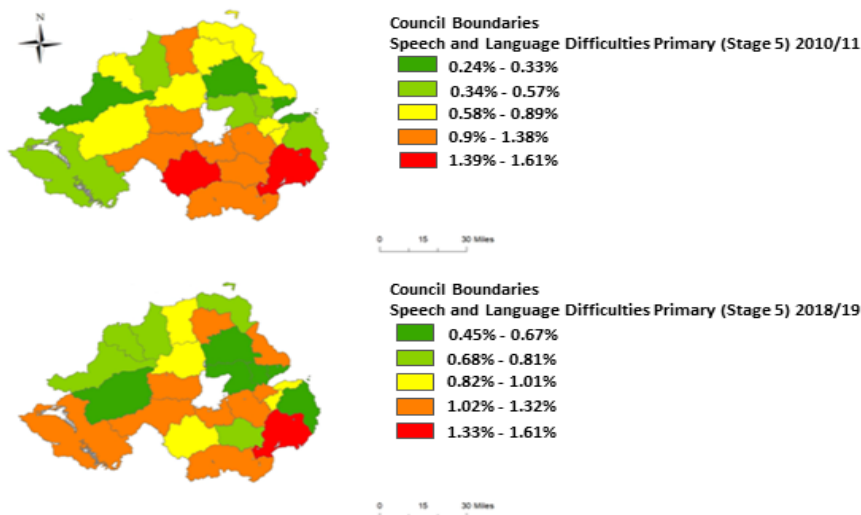 N
Council Boundaries
Speech and Language Difficulties Primary (Stage 5) 2010/11
0.24% - 0.33%
0.34% - 0.57%
0.58% - 0.89%
0.9% - 1.38%
1.39% - 1.61%
0 15 30 Miles
Council Boundaries
Speech and Language Difficulties Primary (Stage 5) 2018/19
0.45% - 0.67%
0.68% - 0.81%
0.82% - 1.01%
1.02% - 1.32%
1.33% - 1.61%
0 15 30 Miles